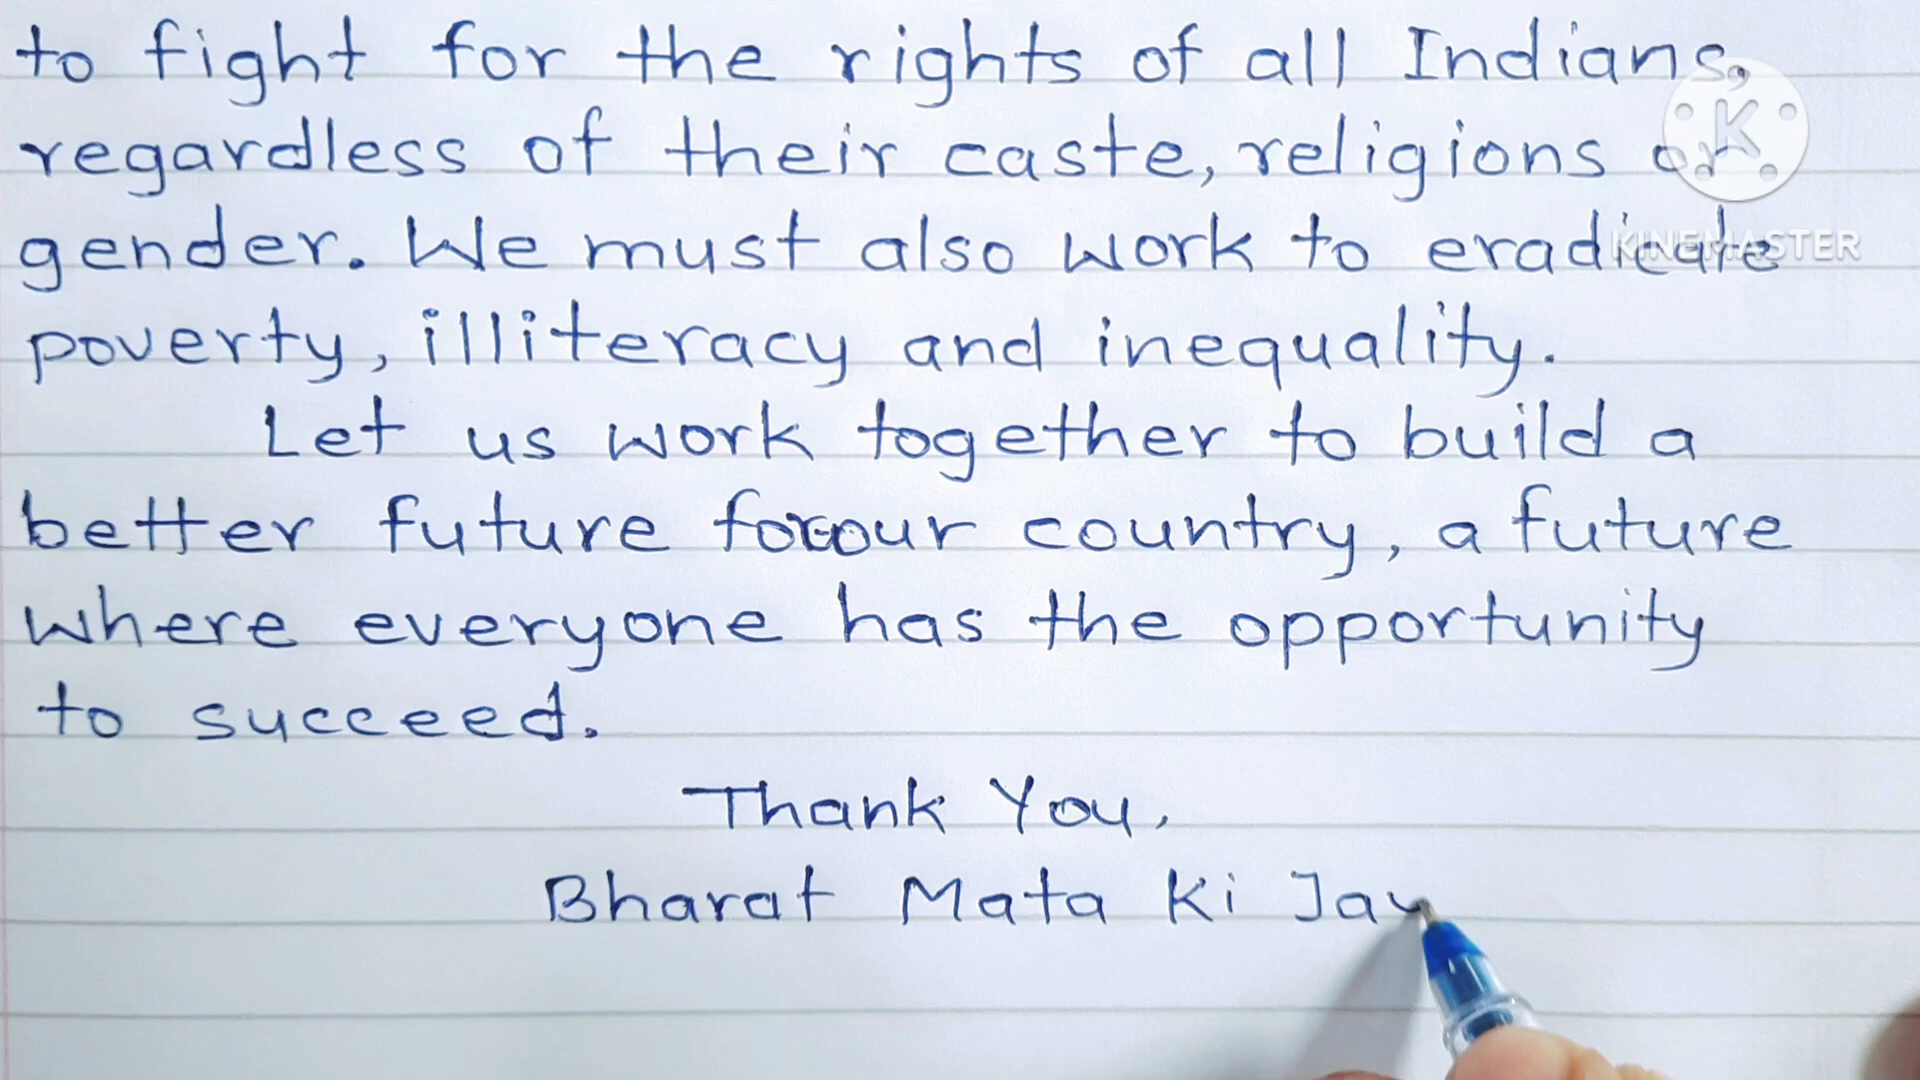 to fight for the rights of all Indians,
regardless of their caste, religions or
gender. We must also work to eradicate
poverty, illiteracy and inequality.
Let us work together to build a
better future for our country, a future
where everyone has the opportunity
to succeed.
Thank You,
Bharat Mata Ki Jay
K
KINEMASTER